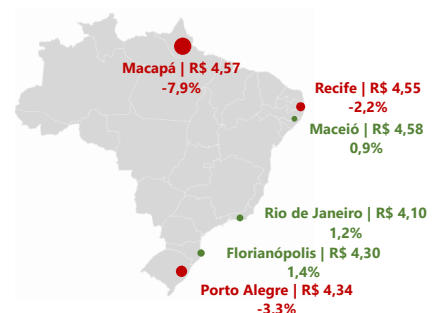 Macapá | R$ 4,57
-7,9%
Recife | R$ 4,55
-2,2%
Maceió | R$ 4,58
0,9%
Rio de Janeiro | R$ 4,10
1,2%
Florianópolis | R$ 4,30
1,4%
Porto Alegre | R$ 4,34
-3,3%